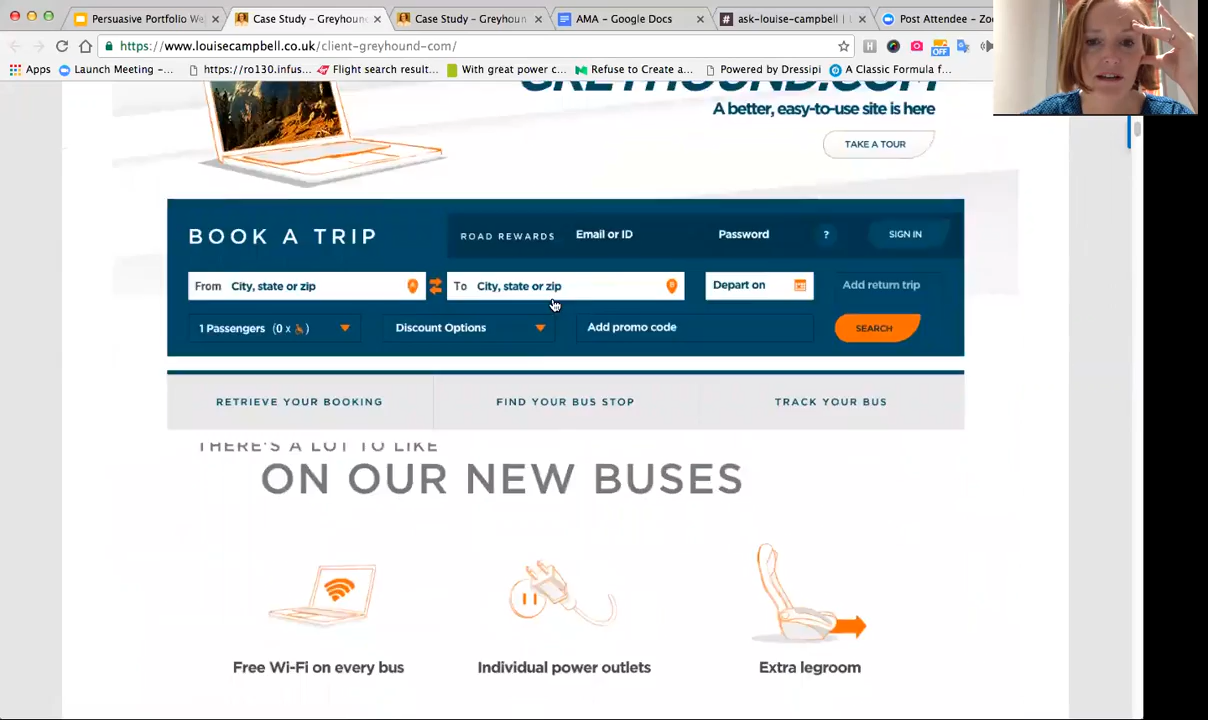 Persuasive Portfolio We
Case Study - Greyhoun
Case Study - Greyhoun
AMA - Google Docs
ask-louise-campbell |
Post Attendee - Zoo
https://www.louisecampbell.co.uk/client-greyhound-com/
OFF
Apps
Launch Meeting -...
https://ro130.infus...
Flight search result...
With great power c...
Refuse to Create a...
Powered by Dressipi
A Classic Formula f...
GREYHOUND.COM
A better, easy-to-use site is here
TAKE A TOUR
BOOK A TRIP
ROAD REWARDS
Email or ID
Password
?
SIGN IN
From City, state or zip
To City, state or zip
Depart on
Add return trip
1 Passengers (0 x )
Discount Options
Add promo code
SEARCH
RETRIEVE YOUR BOOKING
FIND YOUR BUS STOP
TRACK YOUR BUS
THERE'S A LOT TO LIKE
ON OUR NEW BUSES
Free Wi-Fi on every bus
Individual power outlets
Extra legroom